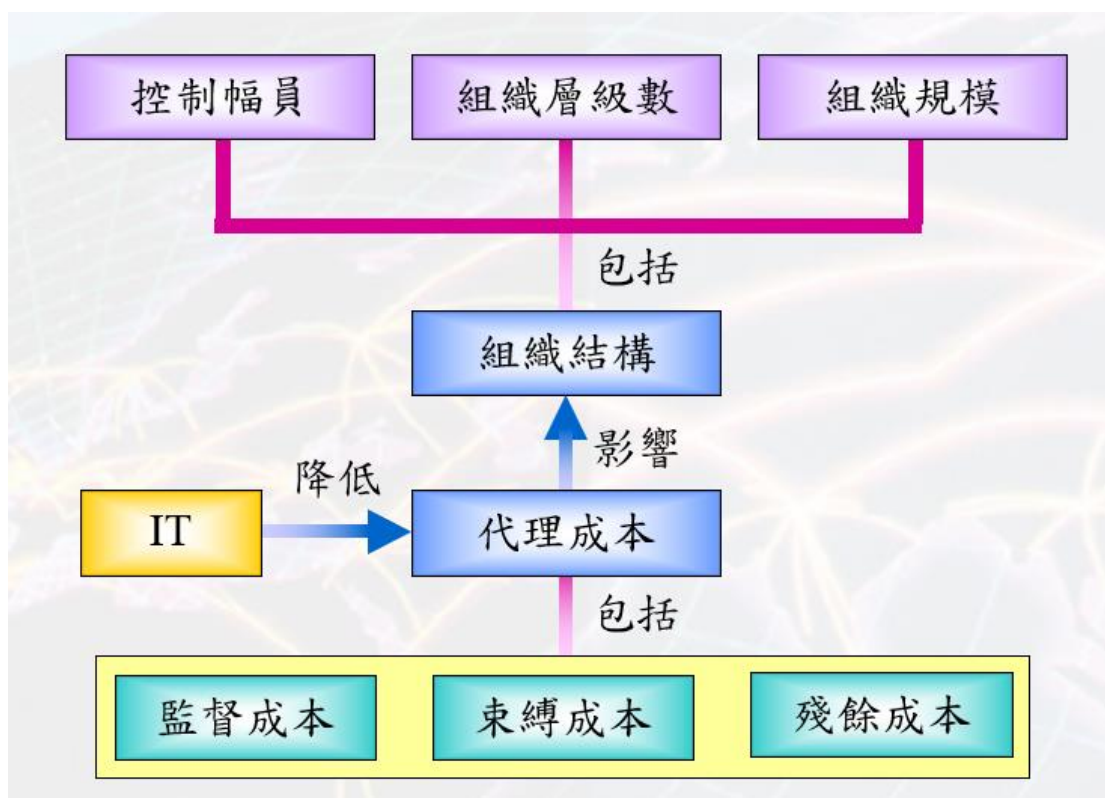 控制幅員
組織層級數
組織規模
包括
組織結構
影響
降低
IT
代理成本
包括
監督成本
束縛成本
殘餘成本